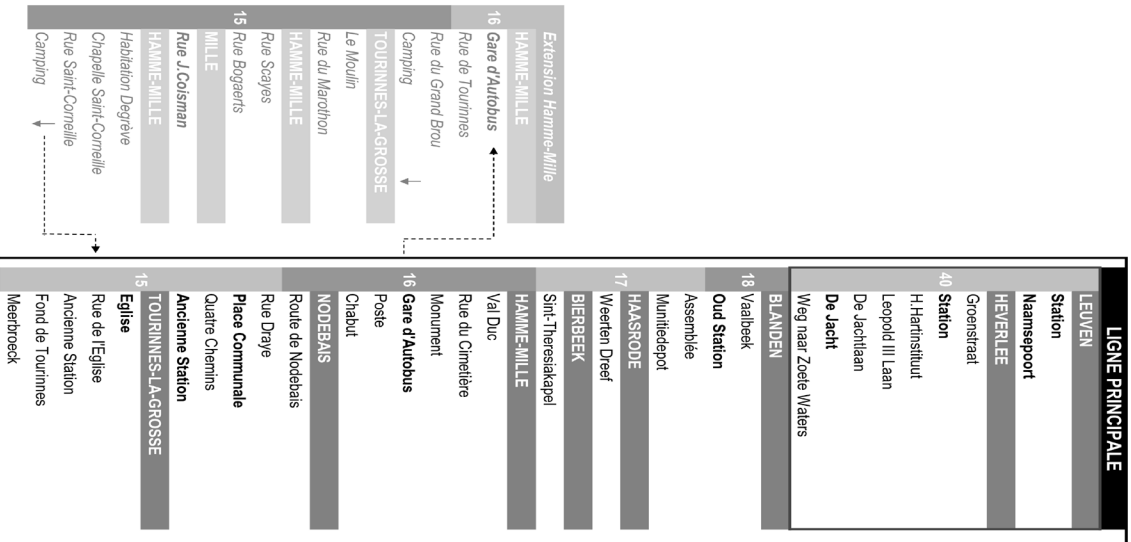 LIGNE PRINCIPALE
LEUVEN
Station
Naamsepoort
HEVERLEE
Groenstraat
40
Station
H.Hartinstituut
Leopold III Laan
De Jachtlaan
De Jacht
Weg naar Zoete Waters
BLANDEN
18
Vaalbeek
Oud Station
Assemblée
Munitiedepot
HAASRODE
17
Weerten Dreef
BIERBEEK
Sint-Theresiakapel
HAMME-MILLE
Val Duc
Rue du Cimetière
Monument
16
Gare d'Autobus
Poste
Chabut
NODEBAIS
Route de Nodebais
Rue Draye
Place Communale
Quatre Chemins
Ancienne Station
TOURINNES-LA-GROSSE
15
Eglise
Rue de l'Eglise
Ancienne Station
Fond de Tourinnes
Meerbroeck
Extension Hamme-Mille
HAMME-MILLE
16
Gare d'Autobus
Rue de Tourinnes
Rue du Grand Brou
Camping
TOURINNES-LA-GROSSE
Le Moulin
Rue du Marothon
HAMME-MILLE
Rue Scayes
15
Rue Bogaerts
MILLE
Rue J.Coisman
HAMME-MILLE
Habitation Degrève
Chapelle Saint-Corneille
Rue Saint-Corneille
Camping